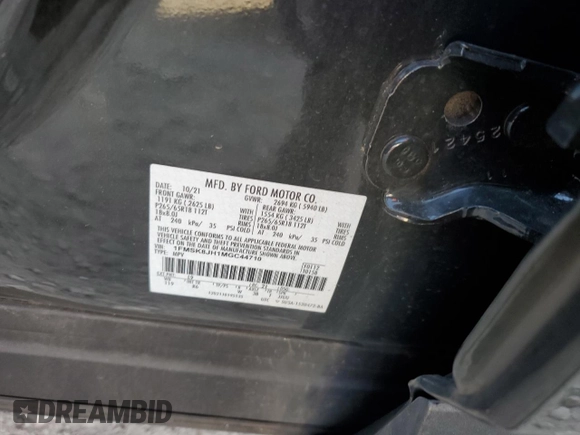 MFD. BY FORD MOTOR CO.
DATE: 10/21
GVWR: 2694 KG (5940 LB)
FRONT GAWR:
1191 KG (2625 LB)
P265/65R18 112T
18x8.0J
WITH
TIRES
RIMS
AT 240 kPa/ 35 PSI COLD
REAR GAWR:
1554 KG (3425 LB)
P265/65R18 112T
18x8.0J
WITH
TIRES
RIMS
AT 240 kPa/ 35 PSI COLD
THIS VEHICLE CONFORMS TO ALL APPLICABLE FEDERAL MOTOR VEHICLE
SAFETY AND THEFT PREVENTION STANDARDS IN EFFECT ON THE DATE OF MANUFACTURE SHOWN ABOVE.
VIN: 1FMSK8JH1MGC44710
TYPE: MPV
2542
11
DREAMBID